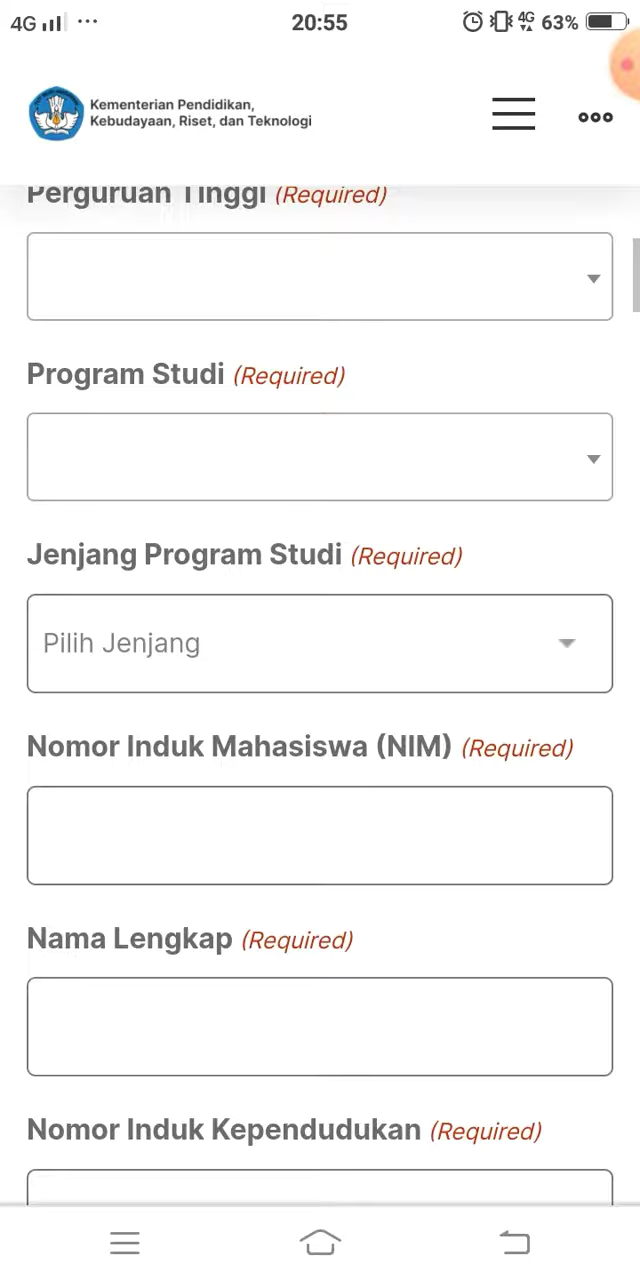 4G
20:55
4G 63%
Kementerian Pendidikan,
Kebudayaan, Riset, dan Teknologi
Perguruan Tinggi (Required)
Program Studi (Required)
Jenjang Program Studi (Required)
Pilih Jenjang
Nomor Induk Mahasiswa (NIM) (Required)
Nama Lengkap (Required)
Nomor Induk Kependudukan (Required)